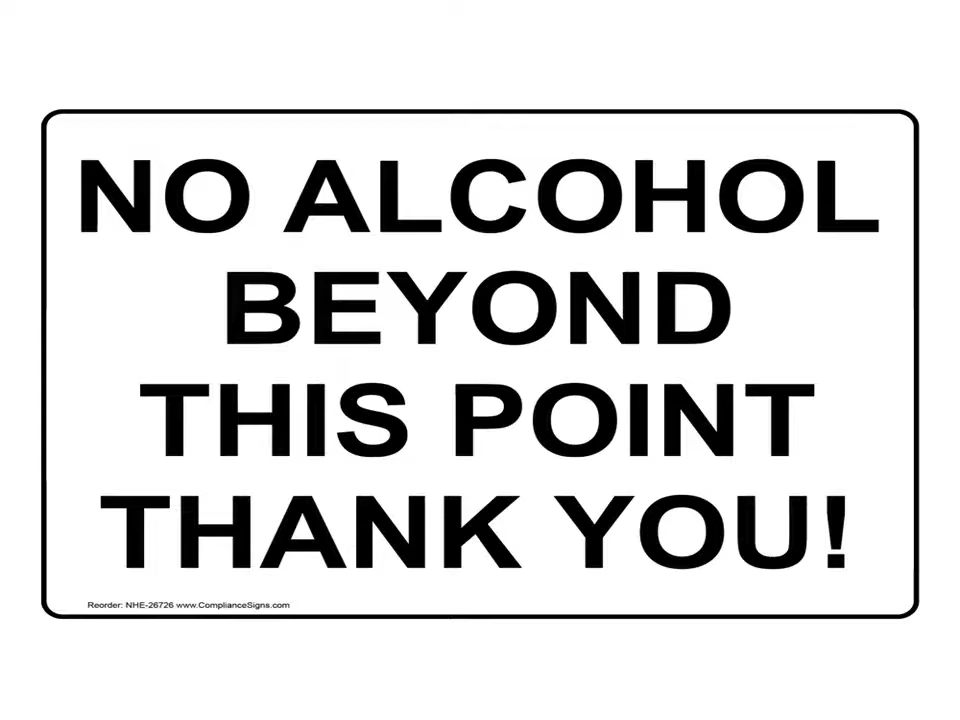 NO ALCOHOL
BEYOND
THIS POINT
THANK YOU!
Reorder: NHE-26726 www.ComplianceSigns.com